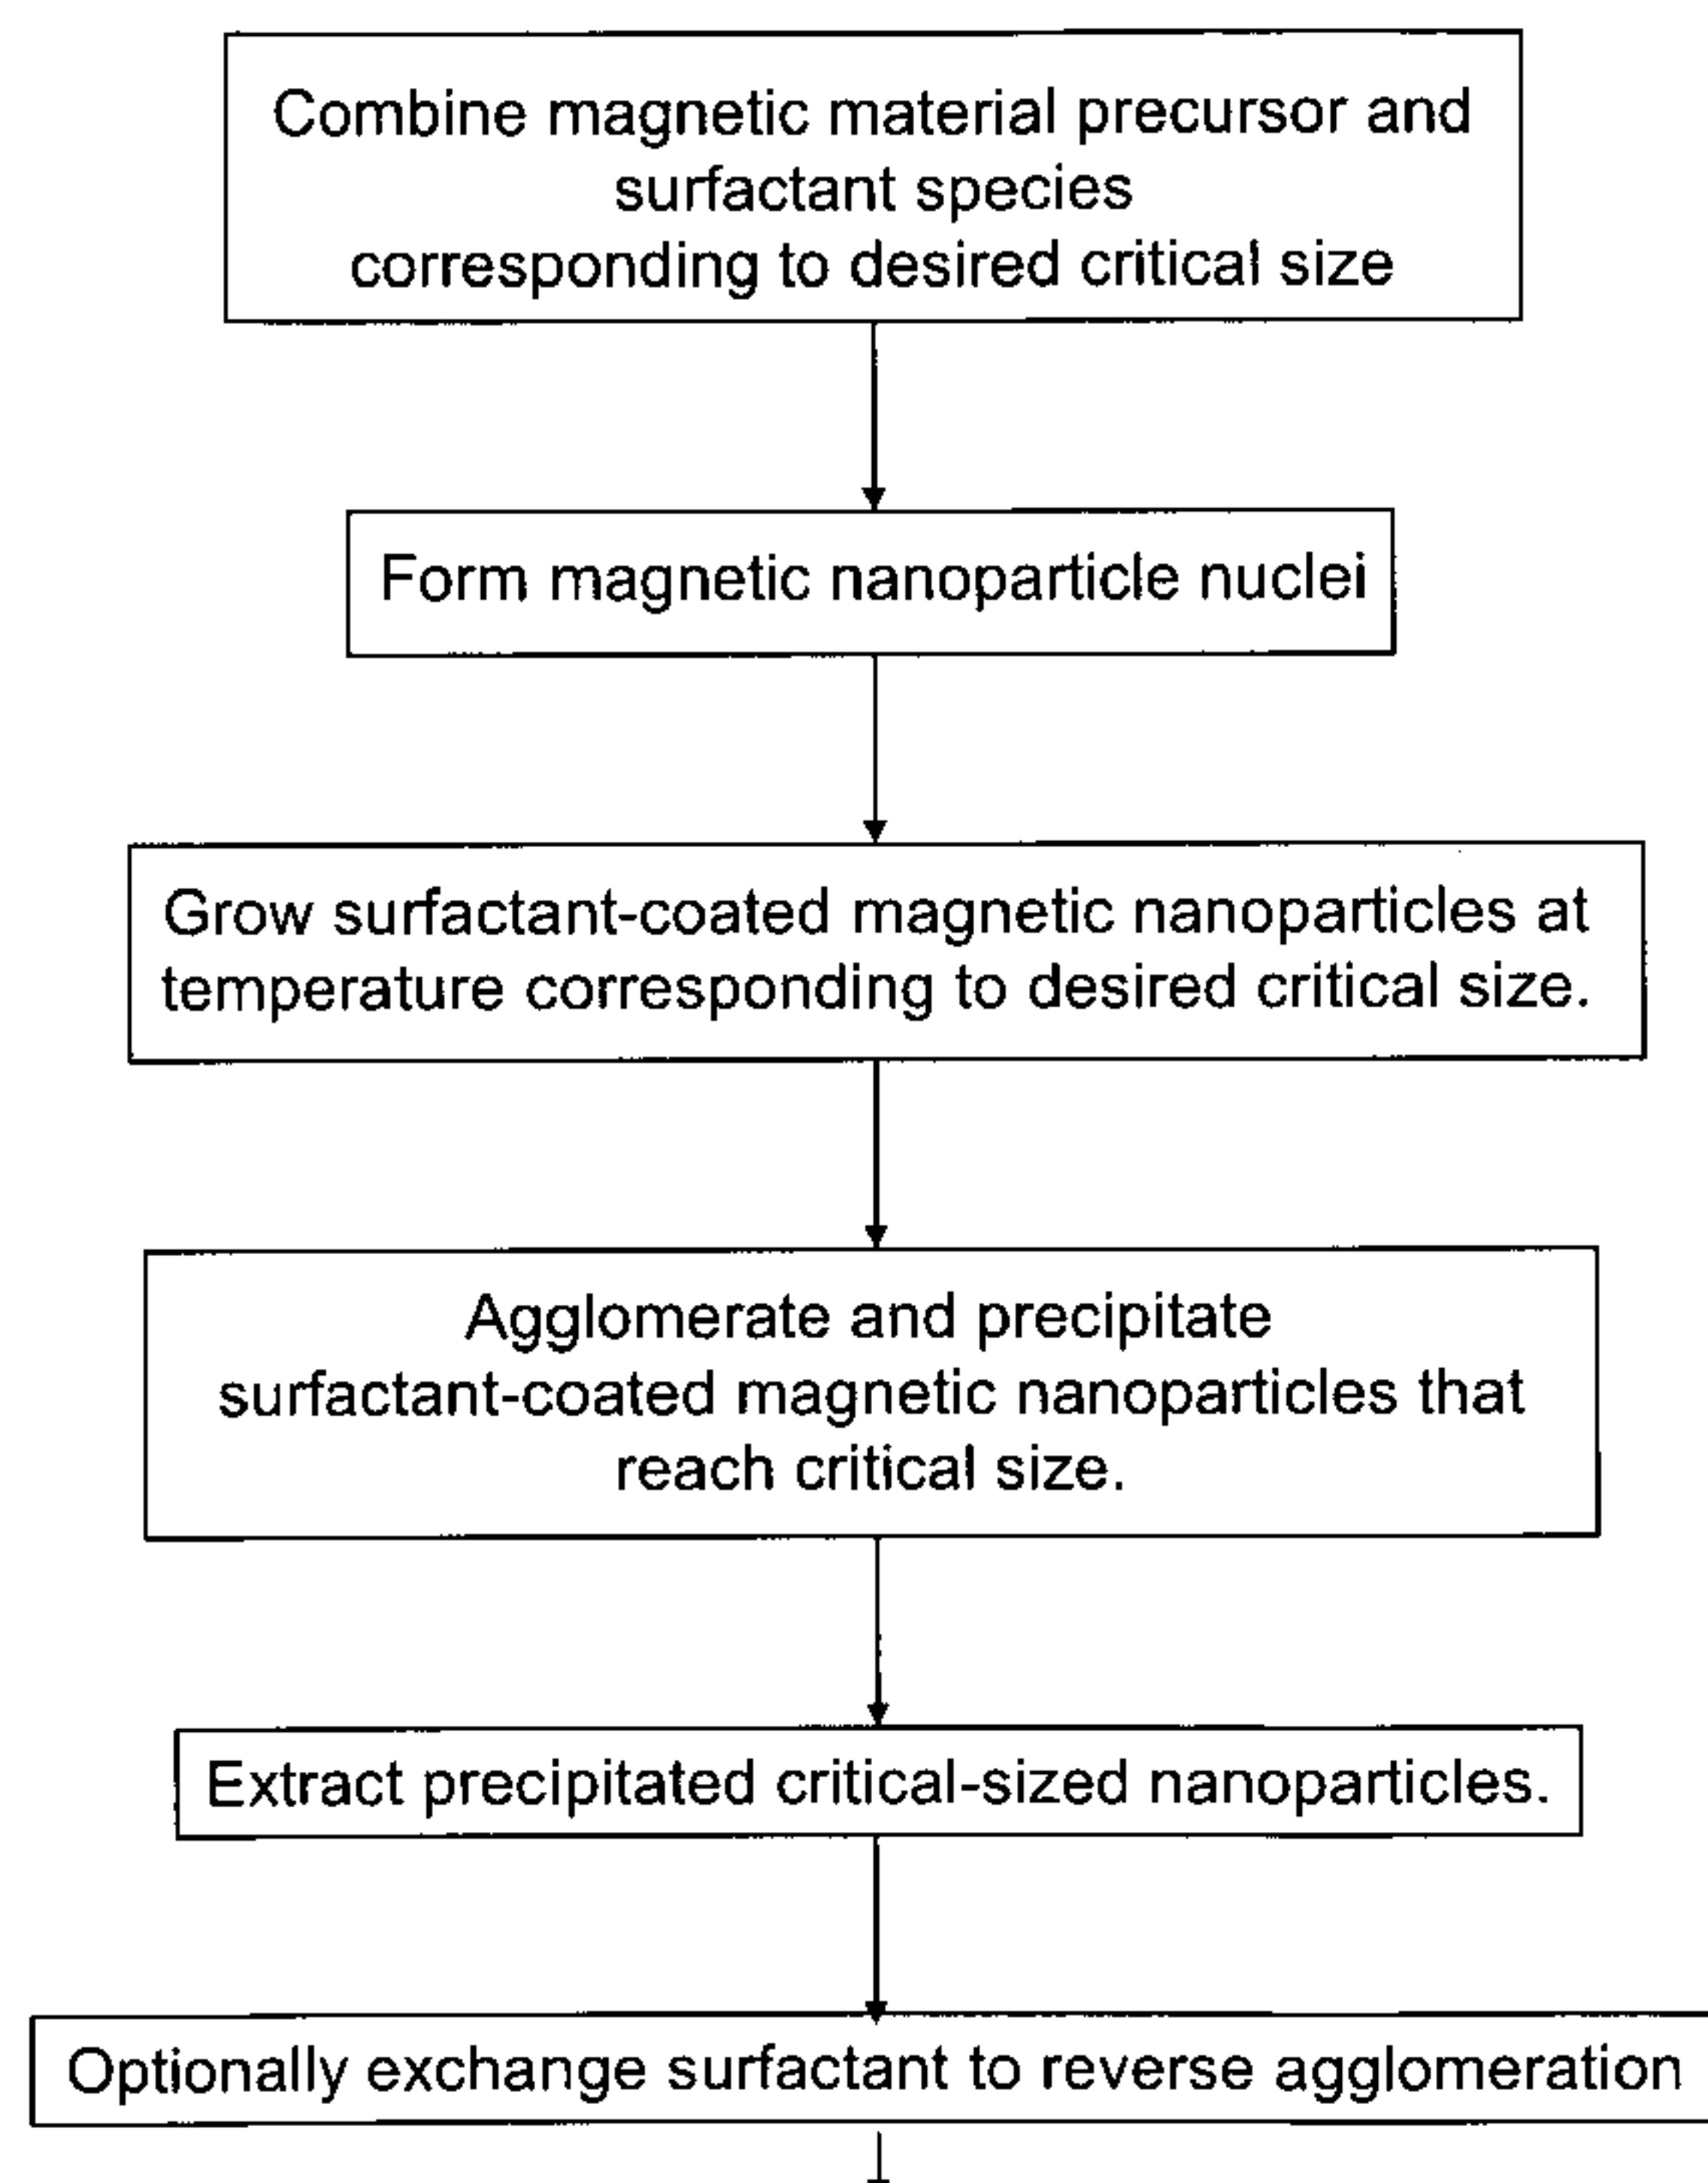 Combine magnetic material precursor and
surfactant species
corresponding to desired critical size
Form magnetic nanoparticle nuclei
Grow surfactant-coated magnetic nanoparticles at
temperature corresponding to desired critical size.
Agglomerate and precipitate
surfactant-coated magnetic nanoparticles that
reach critical size.
Extract precipitated critical-sized nanoparticles.
Optionally exchange surfactant to reverse agglomeration